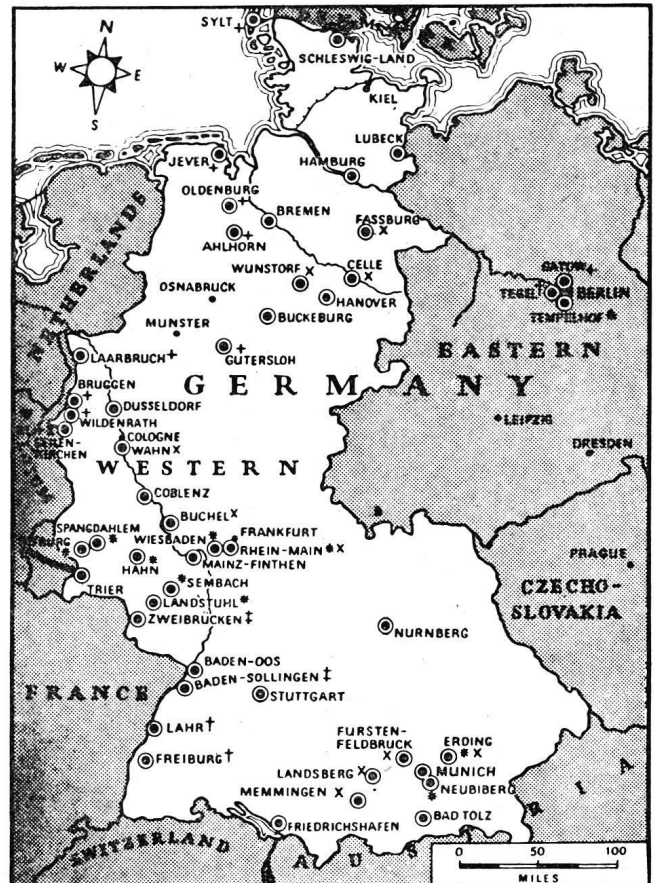 N
W E
S
SYLT +
SCHLESWIG-LAND
KIEL
LUBECK
JEVER +
HAMBURG
OLDENBURG +
BREMEN
FASSBURG X
AHLHORN +
WUNSTORF X
CELLE X
GATOW +
TEGEL
BERLIN
TEMPELHOF *
OSNABRUCK
HANOVER
BUCKEBURG
MUNSTER
NETHERLANDS
LAARBRUCH +
GUTERSLOH +
EASTERN
GERMANY
BRUGGEN +
DUSSELDORF
WILDENRATH +
LEIPZIG
COLOGNE
WAHN X
DRESDEN
WESTERN
COBLENZ
BUCHEL X
SPANGDAHLEM *
WIESBADEN *
FRANKFURT
RHEIN-MAIN * X
HAHN *
MAINZ-FINTHEN
PRAGUE
TRIER
SEMBACH *
CZECHO-
SLOVAKIA
LANDSTUHL *
ZWEIBRUCKEN ‡
NURNBERG
BADEN-OOS
BADEN-SOLLINGEN ‡
FRANCE
STUTTGART
LAHR †
FURSTEN-
FELDBRUCK X
ERDING * X
FREIBURG †
LANDSBERG X
MUNICH
NEUBIBERG *
MEMMINGEN X
BAD TOLZ
FRIEDRICHSHAFEN
SWITZERLAND
AUSTRIA
0 50 100
MILES